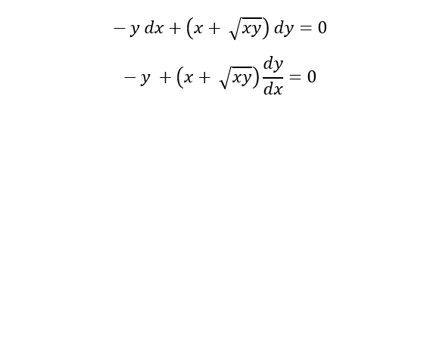 − y dx + (x + √xy) dy = 0
− y + (x + √xy) dy/dx = 0